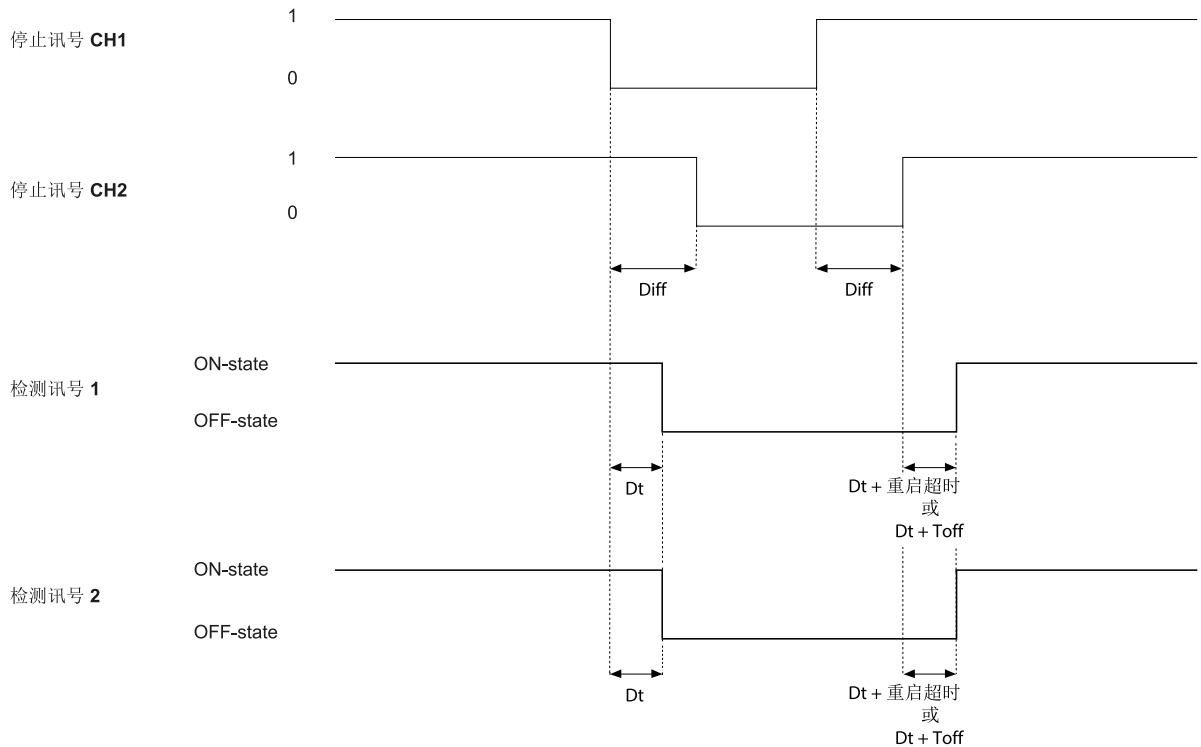 停止讯号 CH1
1
0
停止讯号 CH2
1
0
Diff
Diff
检测讯号 1
ON-state
OFF-state
Dt
Dt + 重启超时
或
Dt + Toff
检测讯号 2
ON-state
OFF-state
Dt
Dt + 重启超时
或
Dt + Toff